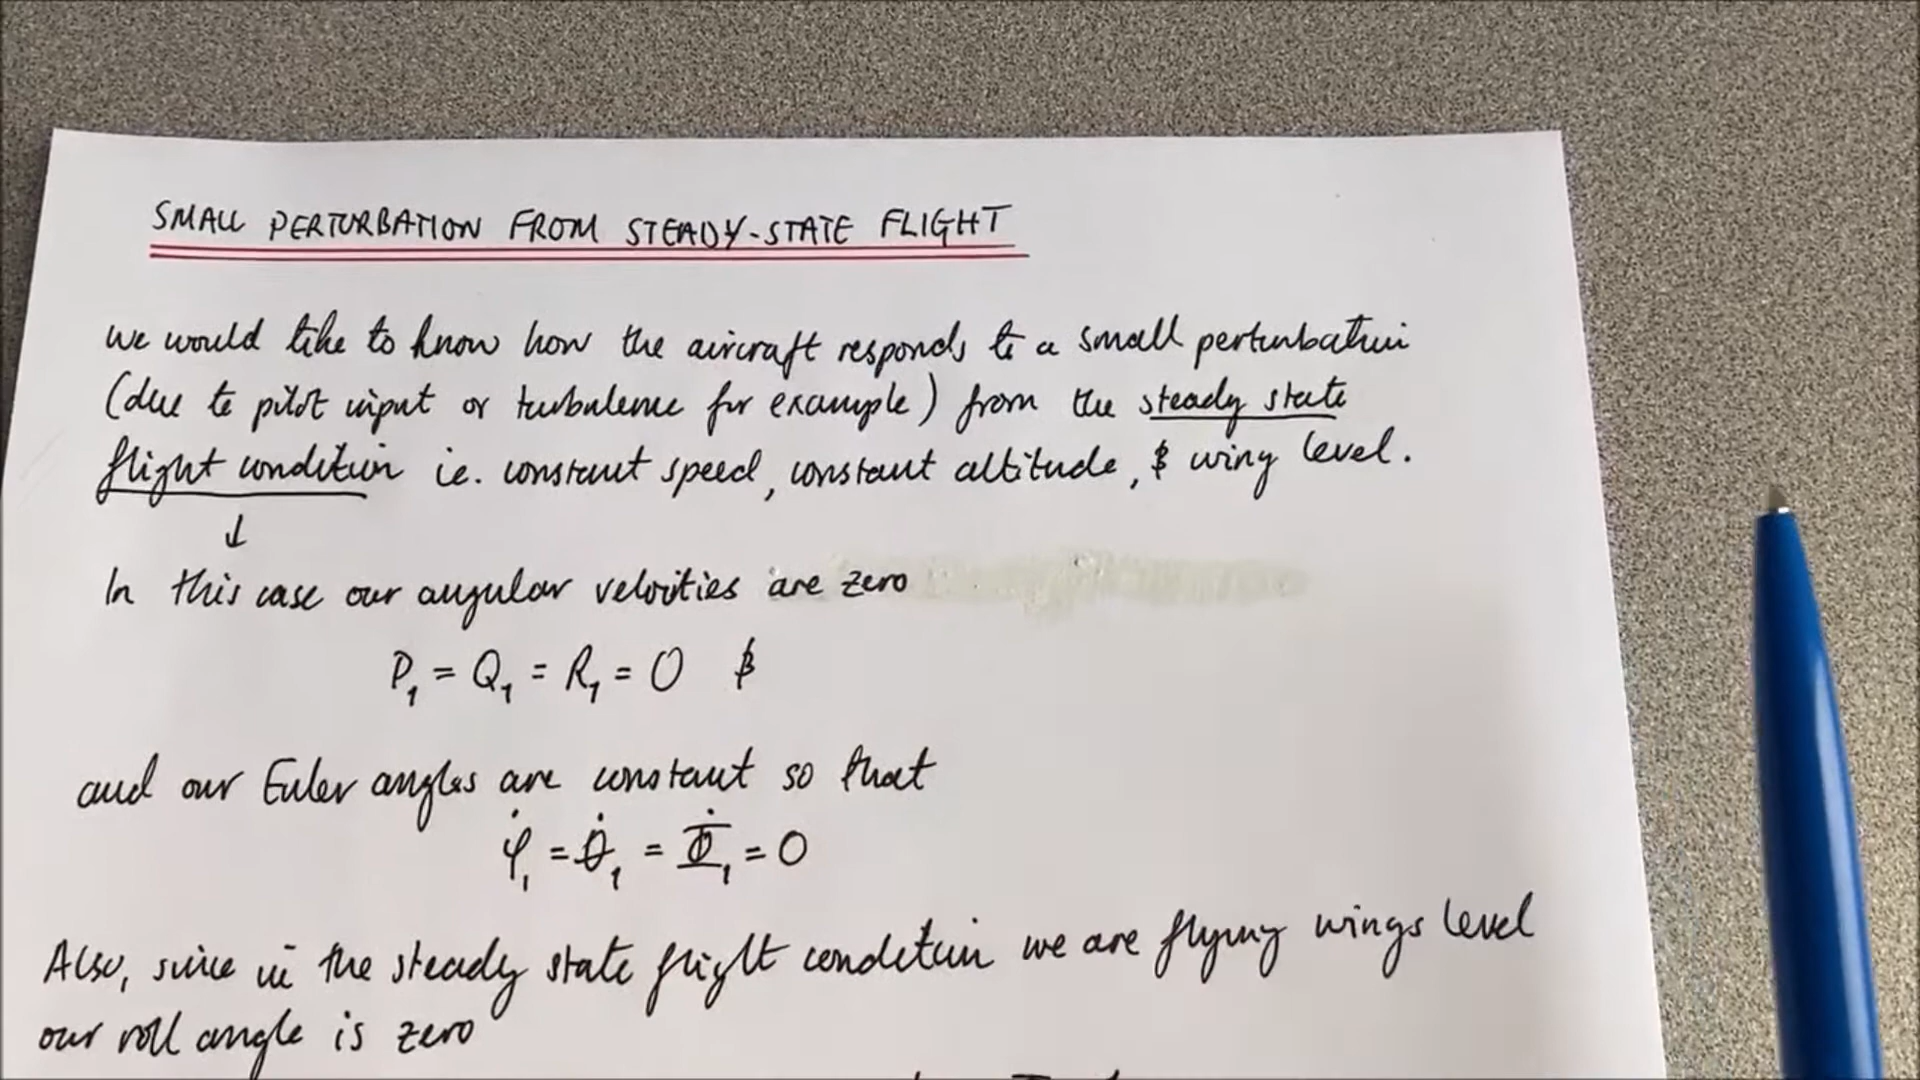 SMALL PERTURBATION FROM STEADY-STATE FLIGHT
We would like to know how the aircraft responds to a small perturbation
(due to pilot input or turbulence for example) from the steady state
flight condition ie. constant speed, constant altitude, & wing level.
↓
In this case our angular velocities are zero
P₁ = Q₁ = R₁ = 0 &
and our Euler angles are constant so that
φ̇₁ = θ̇₁ = Φ̇₁ = 0
Also, since in the steady state flight condition we are flying wings level
our roll angle is zero